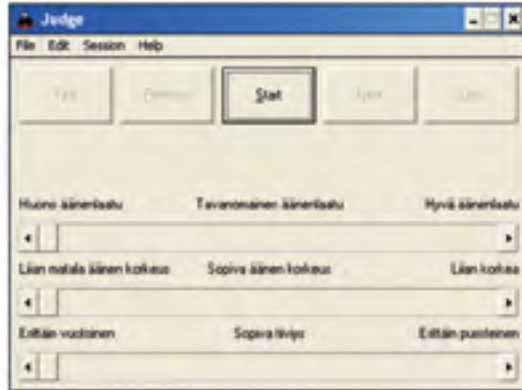 Judge
File Edit Session Help
Start
Huono äänenlaatu Tavanomainen äänenlaatu Hyvä äänenlaatu
Liian matala äänen korkeus Sopiva äänen korkeus Liian korkea
Erittäin vuotoinen Sopiva tiiviys Erittäin puristeinen